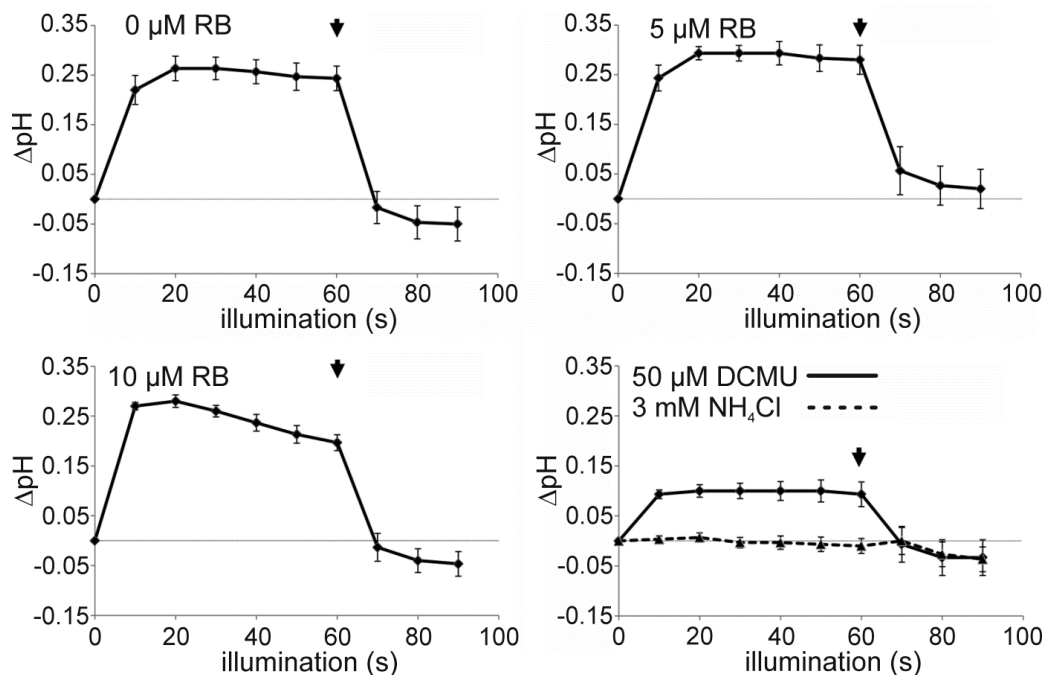 0 µM RB
0.35
0.25
0.15
0.05
-0.05
-0.15
ΔpH
0 20 40 60 80 100
illumination (s)
5 µM RB
0.35
0.25
0.15
0.05
-0.05
-0.15
ΔpH
0 20 40 60 80 100
illumination (s)
10 µM RB
0.35
0.25
0.15
0.05
-0.05
-0.15
ΔpH
0 20 40 60 80 100
illumination (s)
50 µM DCMU
3 mM NH₄Cl
0.35
0.25
0.15
0.05
-0.05
-0.15
ΔpH
0 20 40 60 80 100
illumination (s)